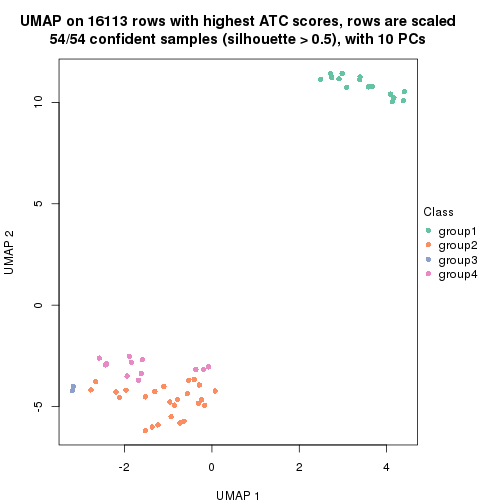 UMAP on 16113 rows with highest ATC scores, rows are scaled
54/54 confident samples (silhouette > 0.5), with 10 PCs
10
5
0
-5
UMAP 2
-2
0
2
4
UMAP 1
Class
group1
group2
group3
group4